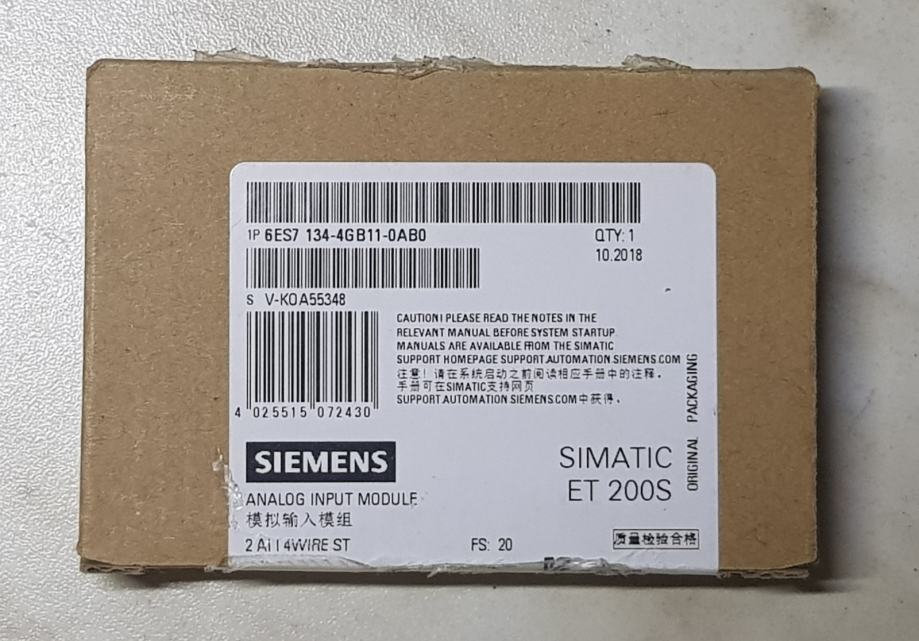 1P 6ES7 134-4GB11-0AB0
QTY: 1
10.2018
S V-K0A55348
CAUTION! PLEASE READ THE NOTES IN THE
RELEVANT MANUAL BEFORE SYSTEM STARTUP.
MANUALS ARE AVAILABLE FROM THE SIMATIC
SUPPORT HOMEPAGE SUPPORT.AUTOMATION.SIEMENS.COM
注意！请在系统启动之前阅读相应手册中的注释。
手册可在SIMATIC支持网页
SUPPORT.AUTOMATION.SIEMENS.COM中获得。
4 025515 072430
ORIGINAL PACKAGING
SIEMENS
SIMATIC
ET 200S
ANALOG INPUT MODULE
模拟输入模组
2 AI I 4WIRE ST
FS: 20
质量检验合格